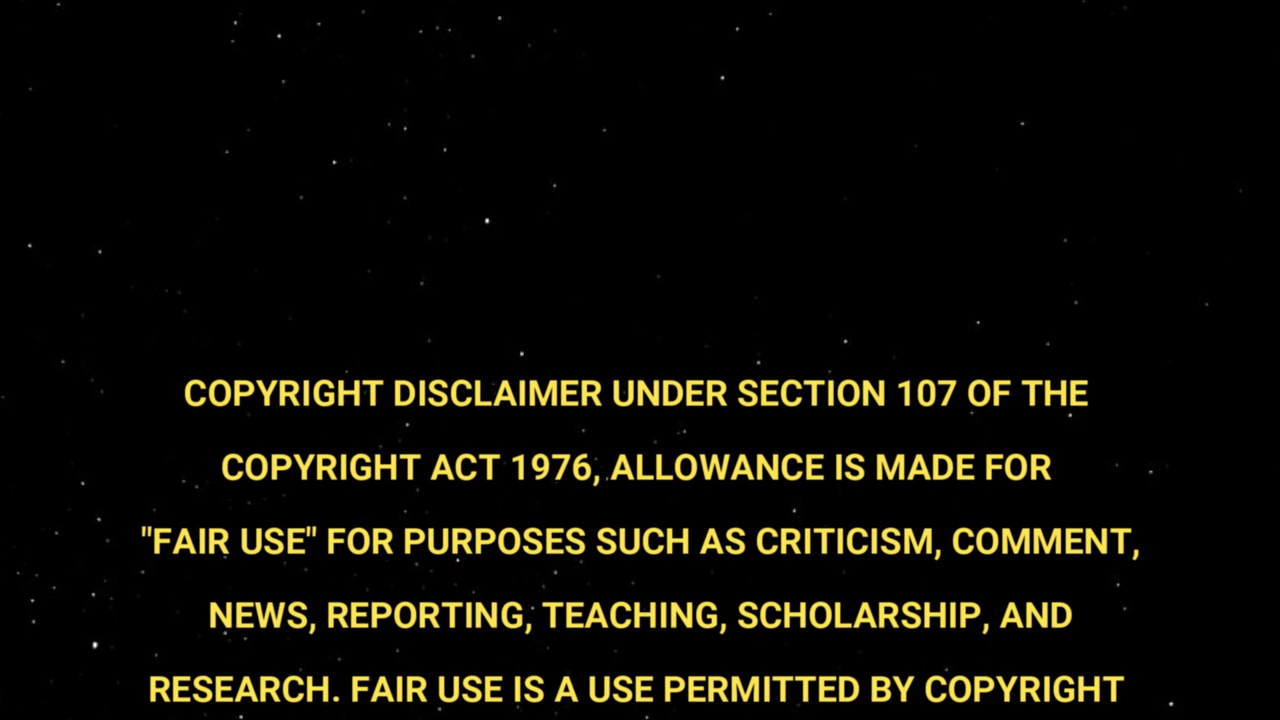 COPYRIGHT DISCLAIMER UNDER SECTION 107 OF THE
COPYRIGHT ACT 1976, ALLOWANCE IS MADE FOR
"FAIR USE" FOR PURPOSES SUCH AS CRITICISM, COMMENT,
NEWS, REPORTING, TEACHING, SCHOLARSHIP, AND
RESEARCH. FAIR USE IS A USE PERMITTED BY COPYRIGHT